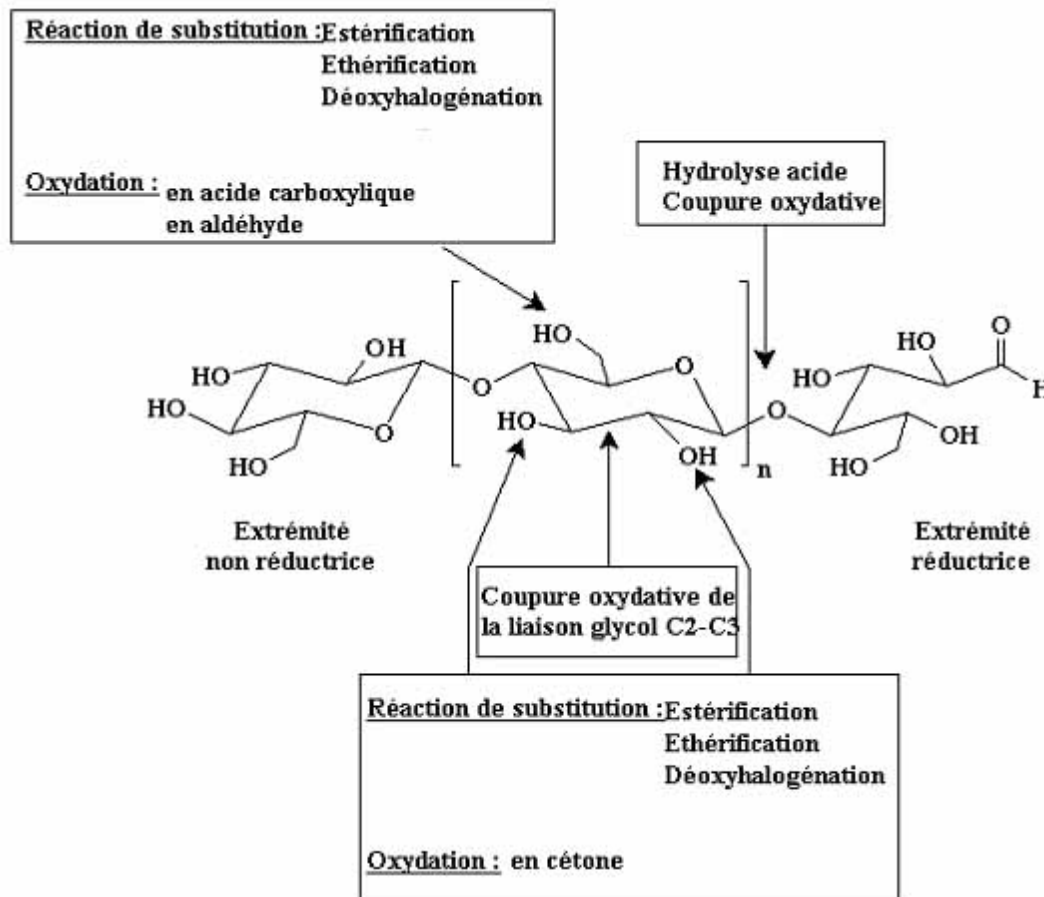 Réaction de substitution : Estérification
Ethérification
Déoxyhalogénation
Oxydation : en acide carboxylique
en aldéhyde
Hydrolyse acide
Coupure oxydative
HO
O
HO
OH
HO
H
HO
OH
O
O
HO
HO
O
HO
O
O
OH
HO
OH
HO
n
Extrémité
non réductrice
Extrémité
réductrice
Coupure oxydative de
la liaison glycol C2-C3
Réaction de substitution : Estérification
Ethérification
Déoxyhalogénation
Oxydation : en cétone